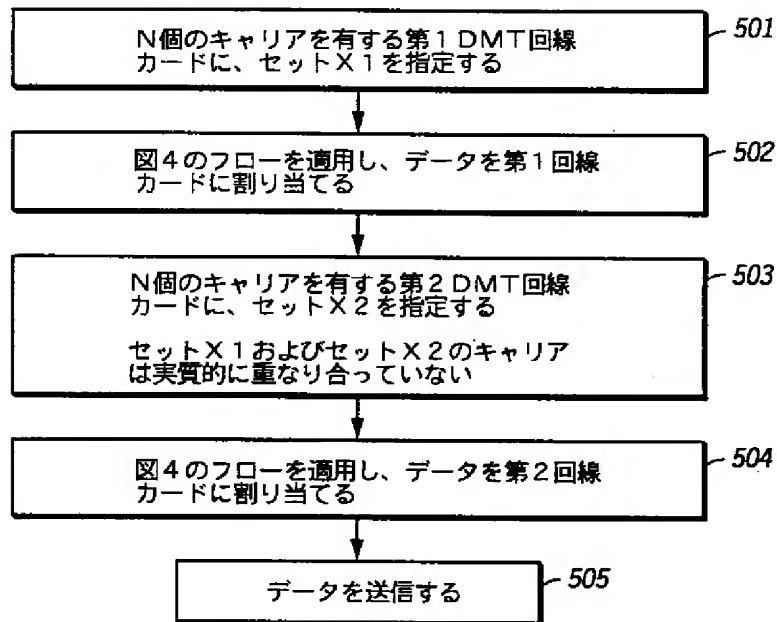 N個のキャリアを有する第1DMT回線
カードに、セットX1を指定する
501
図4のフローを適用し、データを第1回線
カードに割り当てる
502
N個のキャリアを有する第2DMT回線
カードに、セットX2を指定する
セットX1およびセットX2のキャリア
は実質的に重なり合っていない
503
図4のフローを適用し、データを第2回線
カードに割り当てる
504
データを送信する
505